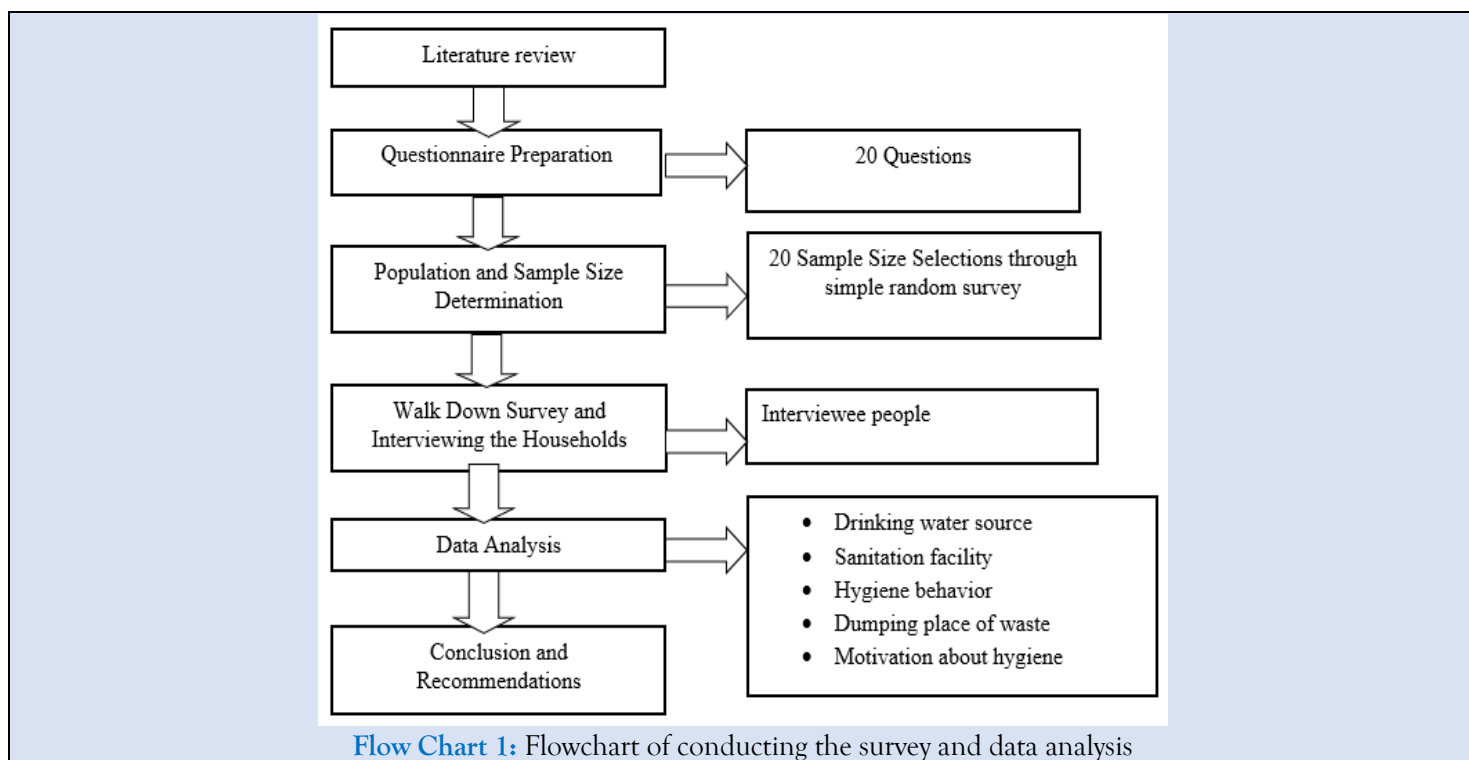 Literature review
Questionnaire Preparation
20 Questions
Population and Sample Size
Determination
20 Sample Size Selections through
simple random survey
Walk Down Survey and
Interviewing the Households
Interviewee people
Data Analysis
• Drinking water source
• Sanitation facility
• Hygiene behavior
• Dumping place of waste
• Motivation about hygiene
Conclusion and
Recommendations
Flow Chart 1: Flowchart of conducting the survey and data analysis